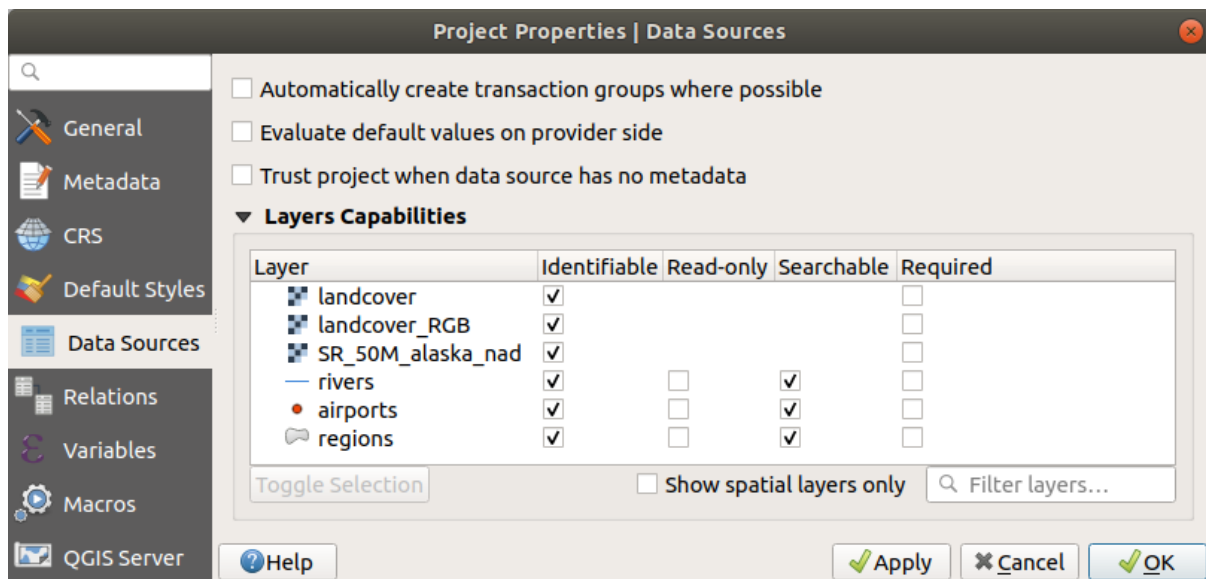 Project Properties | Data Sources
General
Metadata
CRS
Default Styles
Data Sources
Relations
Variables
Macros
QGIS Server
Automatically create transaction groups where possible
Evaluate default values on provider side
Trust project when data source has no metadata
Layers Capabilities
Layer Identifiable Read-only Searchable Required
landcover
landcover_RGB
SR_50M_alaska_nad
rivers
airports
regions
Toggle Selection Show spatial layers only Filter layers...
Help Apply Cancel OK